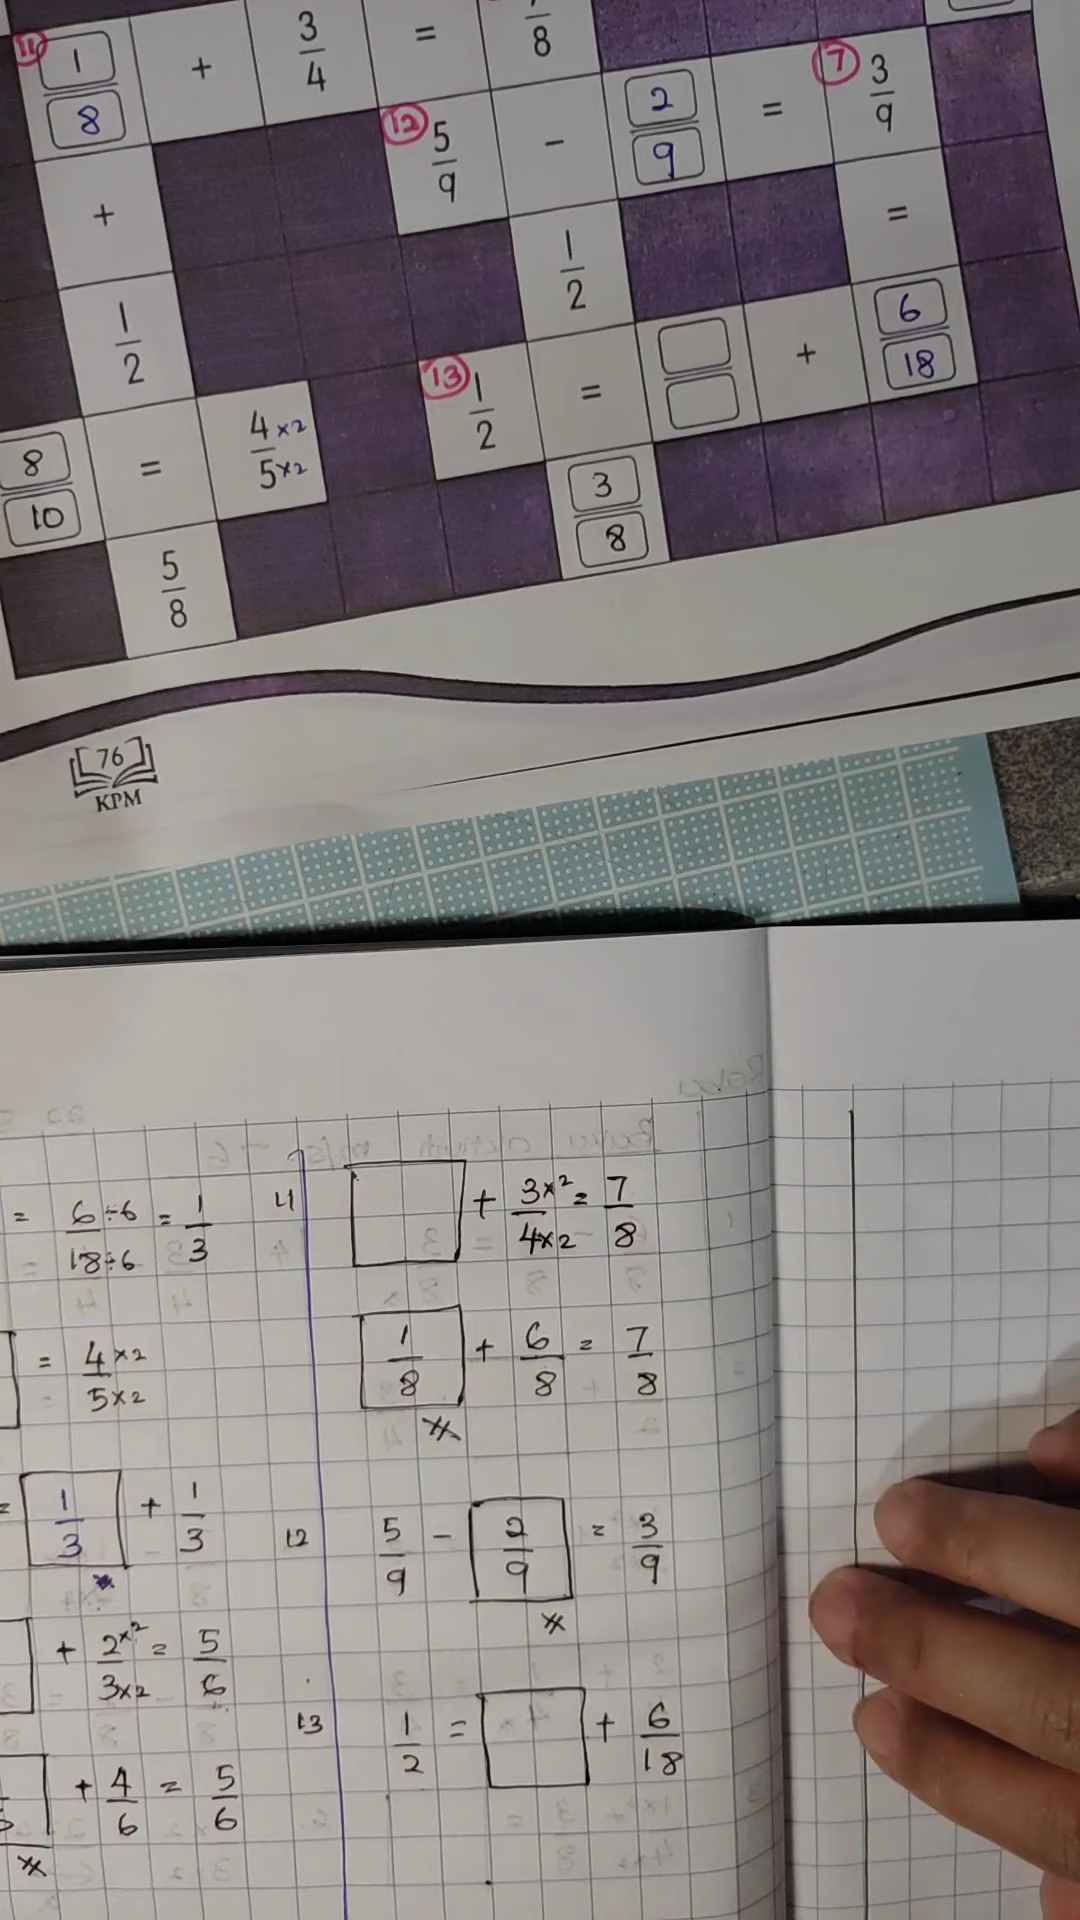 11 1/8 + 3/4 = 7/8
12 5/9 - 2/9 = 7 3/9
+ =
1/2 1/2
13 1/2 = + 6/18
8/10 = 4×2/5×2
3/8
5/8
76
KPM
= 6÷6/18÷6 = 1/3
11 + 3×2/4×2 = 7/8
1/8 + 6/8 = 7/8
= 4×2/5×2
= 1/3 + 1/3
12 5/9 - 2/9 = 3/9
+ 2×2/3×2 = 5/6
13 1/2 = + 6/18
+ 4/6 = 5/6